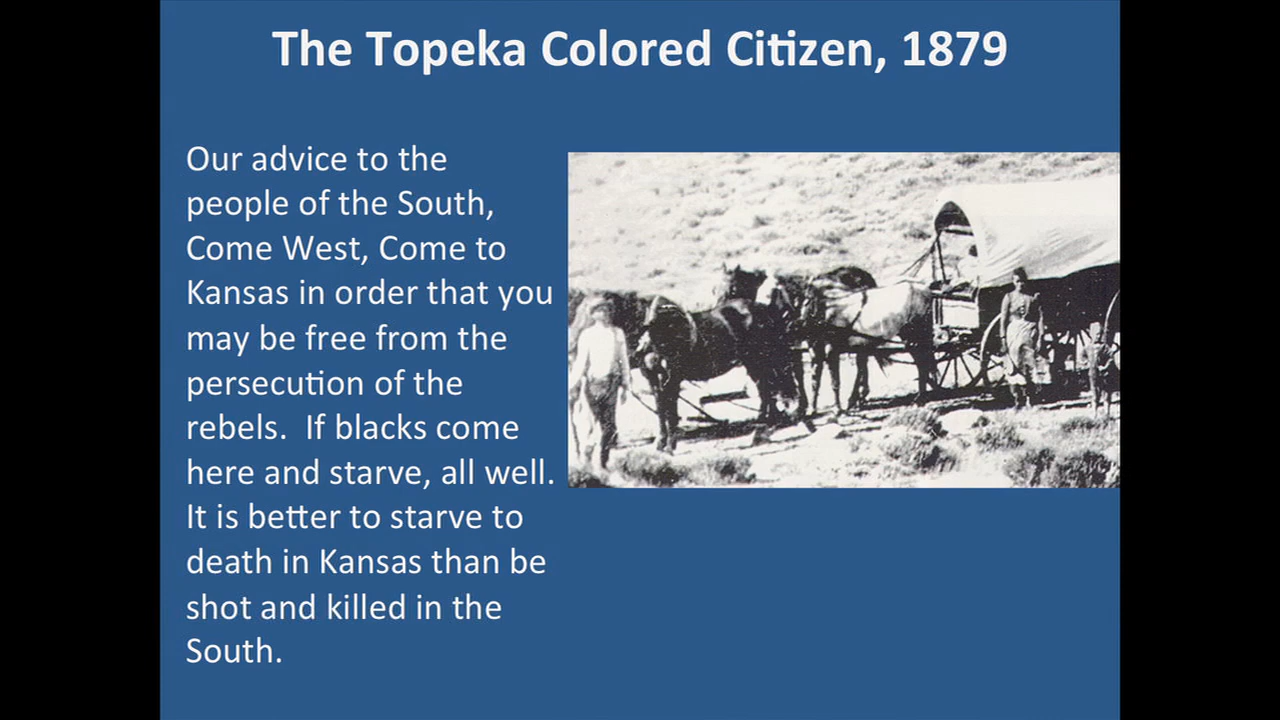 The Topeka Colored Citizen, 1879
Our advice to the
people of the South,
Come West, Come to
Kansas in order that you
may be free from the
persecution of the
rebels.  If blacks come
here and starve, all well.
It is better to starve to
death in Kansas than be
shot and killed in the
South.